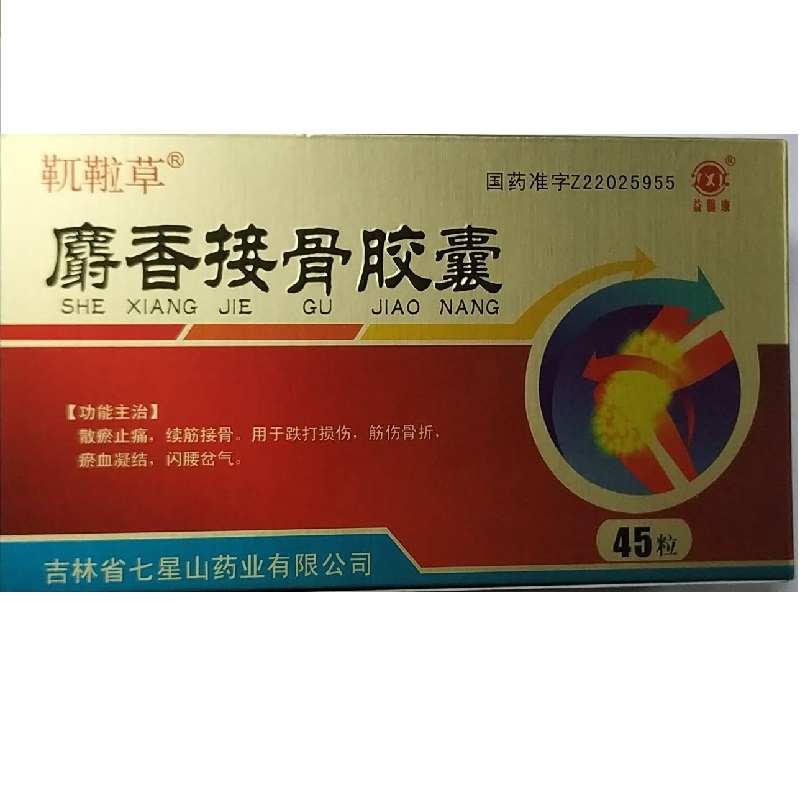 靰鞡草®
国药准字Z22025955
®
益醫康
麝香接骨胶囊
SHE XIANG JIE GU JIAO NANG
【功能主治】
散瘀止痛，续筋接骨。用于跌打损伤，筋伤骨折，
瘀血凝结，闪腰岔气。
45粒
吉林省七星山药业有限公司